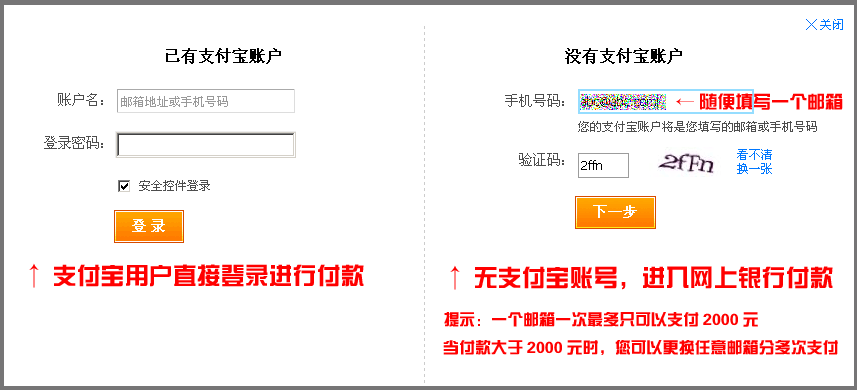 关闭
已有支付宝账户
账户名：
邮箱地址或手机号码
登录密码：
安全控件登录
登 录
↑ 支付宝用户直接登录进行付款
没有支付宝账户
手机号码：
← 随便填写一个邮箱
您的支付宝账户将是您填写的邮箱或手机号码
验证码：
2ffn
2fFn
看不清
换一张
下一步
↑ 无支付宝账号，进入网上银行付款
提示：一个邮箱一次最多只可以支付 2000 元
当付款大于 2000 元时，您可以更换任意邮箱分多次支付